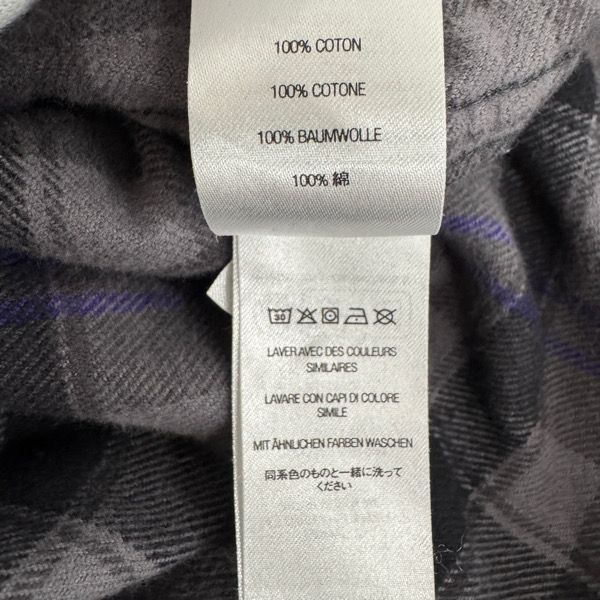 100% COTON
100% COTONE
100% BAUMWOLLE
100% 綿
30
LAVER AVEC DES COULEURS
SIMILAIRES
LAVARE CON CAPI DI COLORE
SIMILE
MIT ÄHNLICHEN FARBEN WASCHEN
同系色のものと一緒に洗って
ください